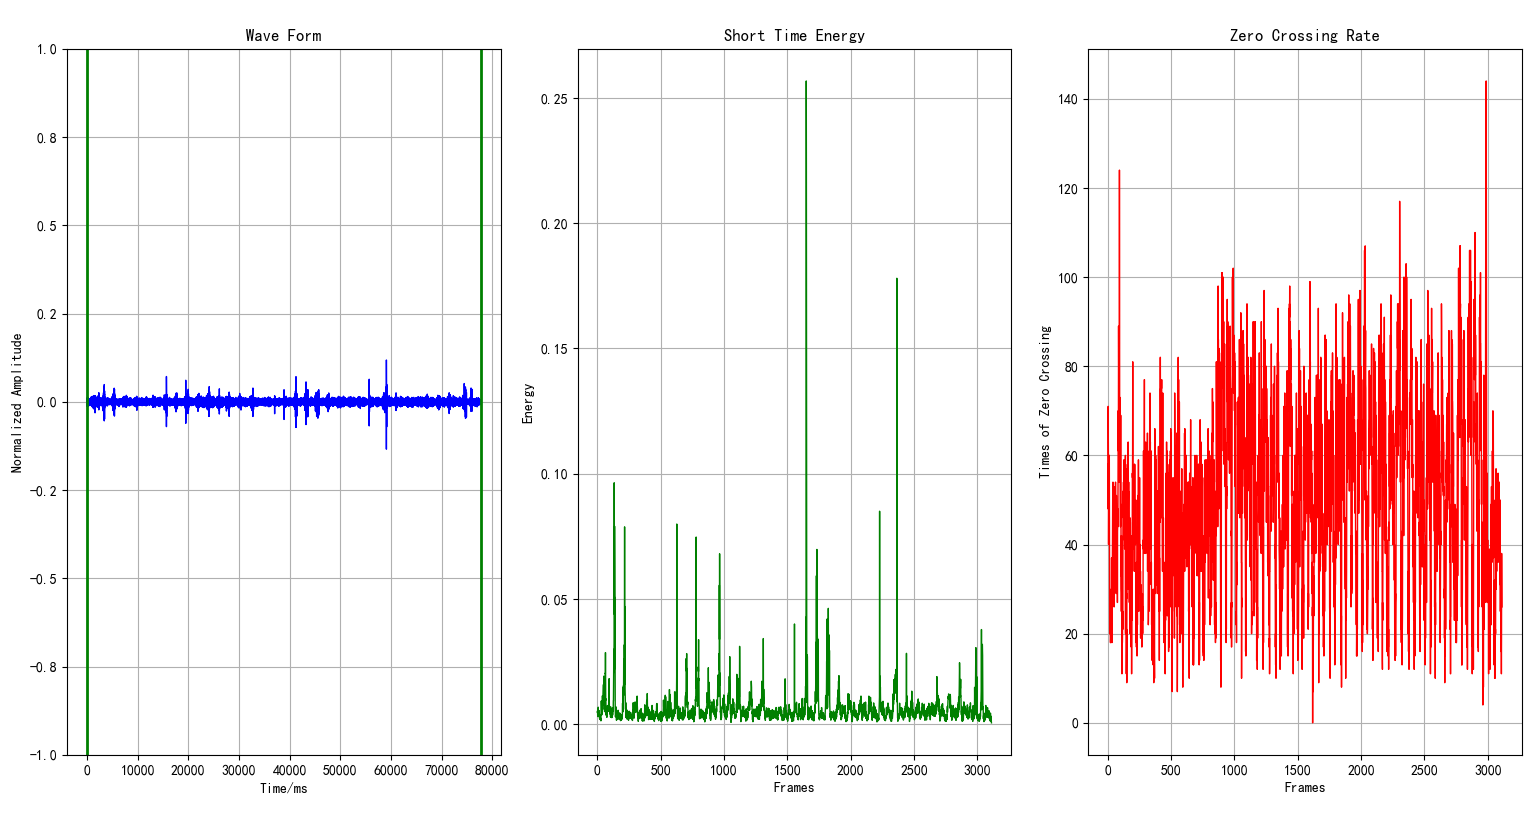 Wave Form
Normalized Amplitude
1.0
0.8
0.5
0.2
0.0
−0.2
−0.5
−0.8
−1.0
0 10000 20000 30000 40000 50000 60000 70000 80000
Time/ms
Short Time Energy
Energy
0.25
0.20
0.15
0.10
0.05
0.00
0 500 1000 1500 2000 2500 3000
Frames
Zero Crossing Rate
Times of Zero Crossing
140
120
100
80
60
40
20
0
0 500 1000 1500 2000 2500 3000
Frames